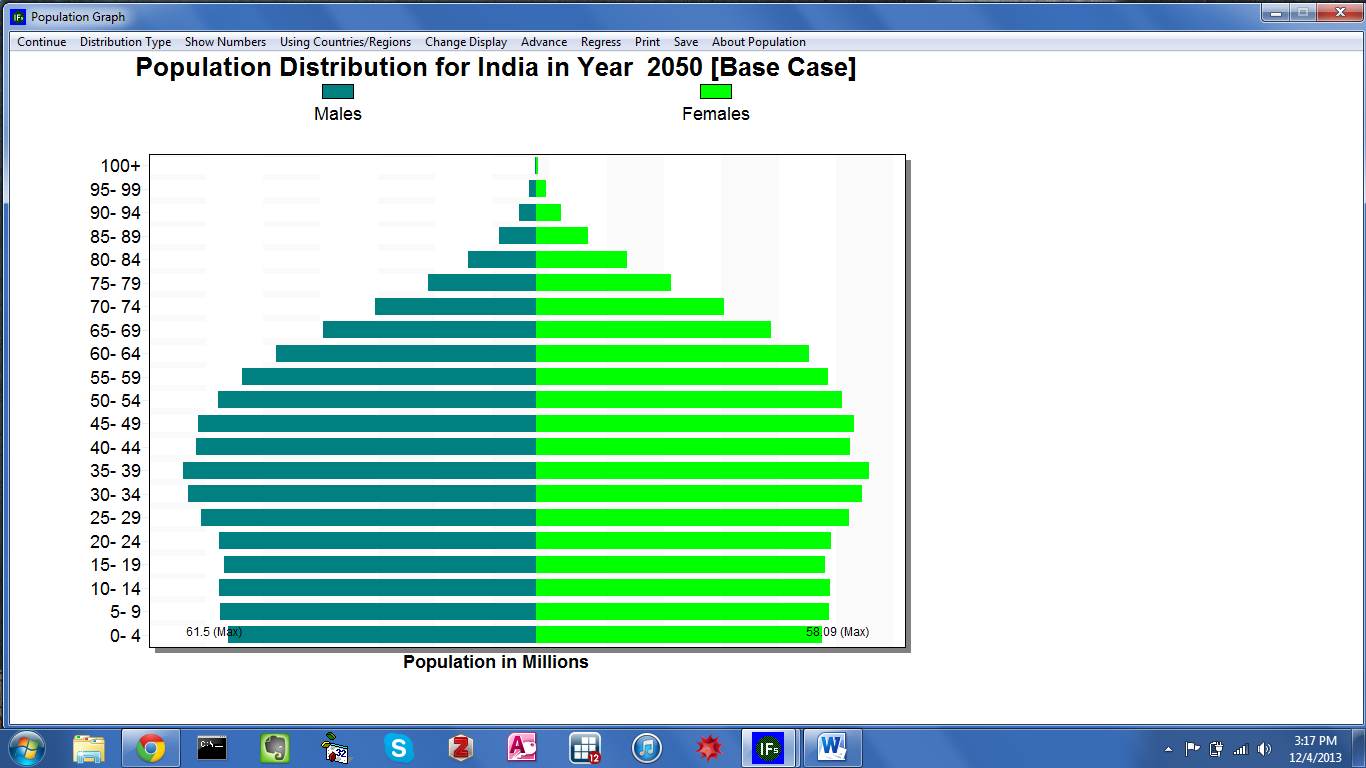 IFs Population Graph
Continue Distribution Type Show Numbers Using Countries/Regions Change Display Advance Regress Print Save About Population
Population Distribution for India in Year 2050 [Base Case]
Males Females
100+
95- 99
90- 94
85- 89
80- 84
75- 79
70- 74
65- 69
60- 64
55- 59
50- 54
45- 49
40- 44
35- 39
30- 34
25- 29
20- 24
15- 19
10- 14
5- 9
0- 4
61.5 (Max) 58.09 (Max)
Population in Millions
C:\ 32 S Z A 12 IFs W
3:17 PM
12/4/2013